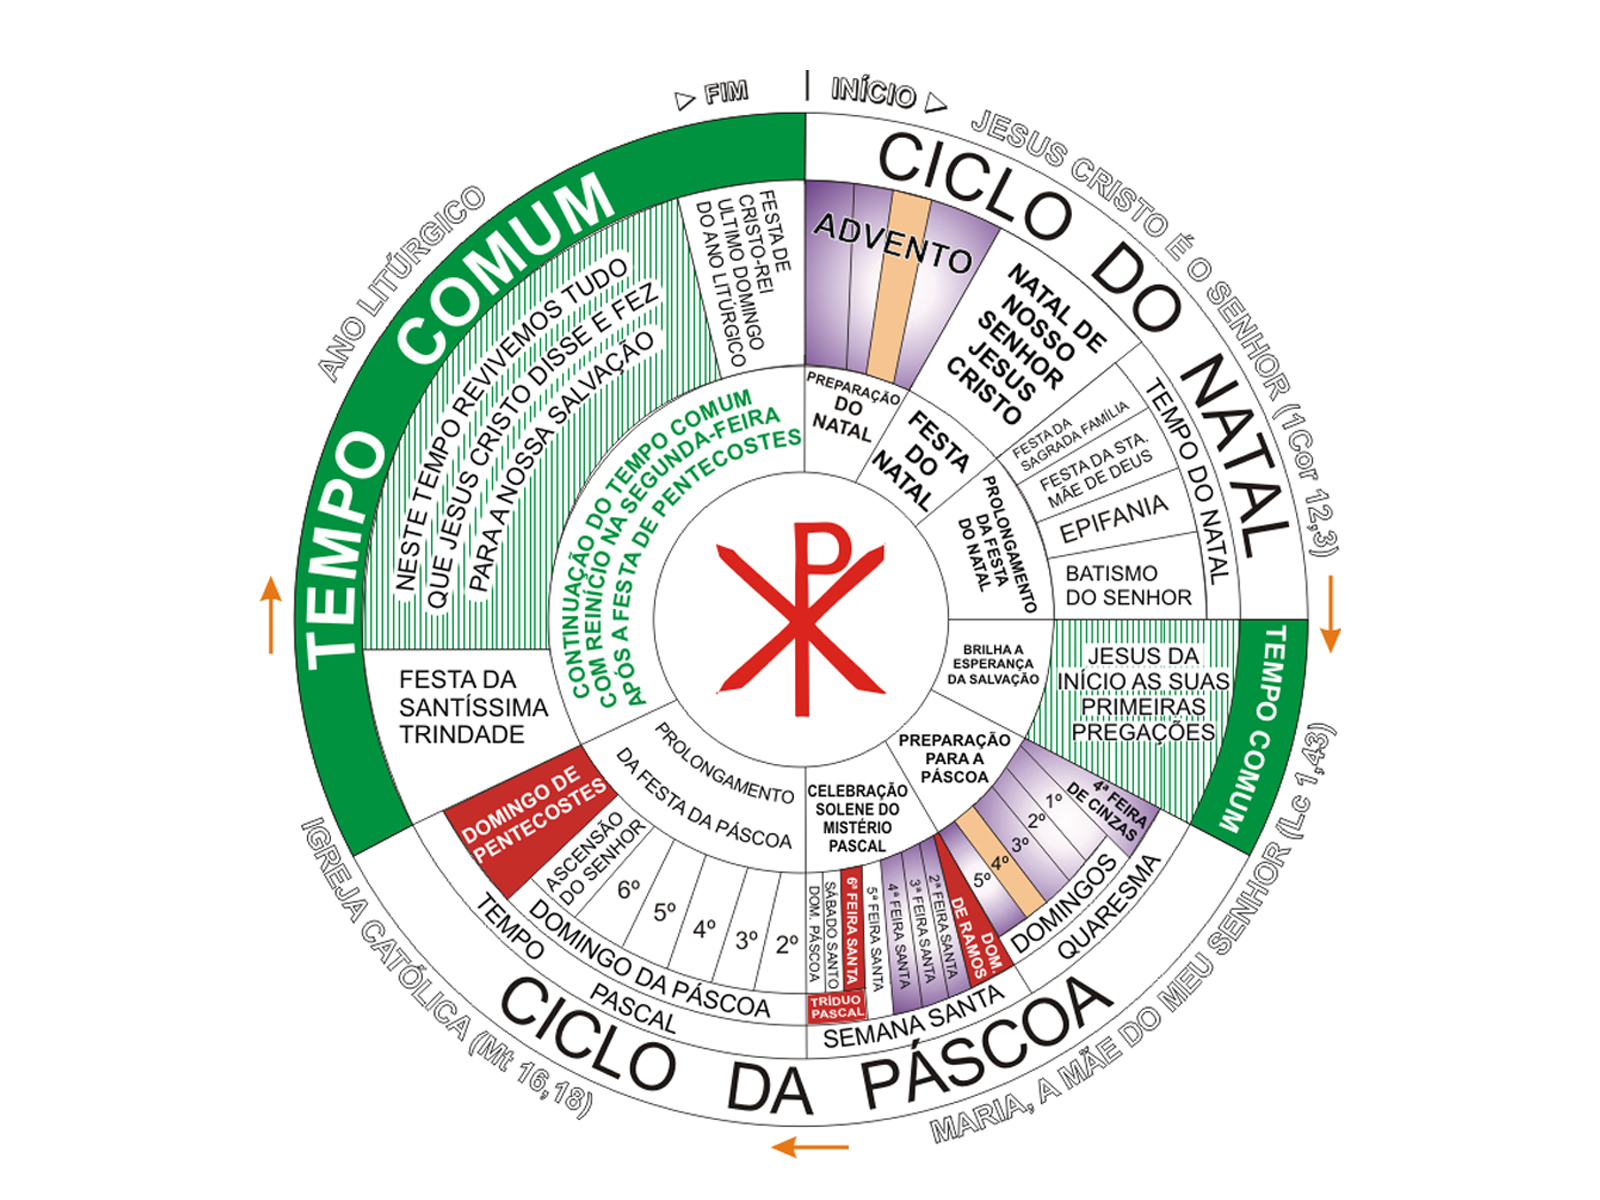 FIM
INÍCIO
JESUS CRISTO É O SENHOR (1Cor 12,3)
CICLO DO NATAL
ADVENTO
PREPARAÇÃO
DO
NATAL
NATAL DE
NOSSO
SENHOR
JESUS
CRISTO
FESTA
DO
NATAL
TEMPO DO NATAL
FESTA DA
SAGRADA FAMÍLIA
FESTA DA STA.
MÃE DE DEUS
EPIFANIA
BATISMO
DO SENHOR
PROLONGAMENTO
DA FESTA
DO NATAL
TEMPO COMUM
JESUS DA
INÍCIO AS SUAS
PRIMEIRAS
PREGAÇÕES
BRILHA A
ESPERANÇA
DA SALVAÇÃO
MARIA, A MÃE DO MEU SENHOR (Lc 1,43)
CICLO DA PÁSCOA
PREPARAÇÃO
PARA A
PÁSCOA
4ª FEIRA
DE CINZAS
1º
2º
3º
4º
5º
DOMINGOS
QUARESMA
DOM.
DE RAMOS
2ª FEIRA SANTA
3ª FEIRA SANTA
4ª FEIRA SANTA
5ª FEIRA SANTA
6ª FEIRA SANTA
SÁBADO SANTO
DOM. PÁSCOA
TRÍDUO
PASCAL
SEMANA SANTA
CELEBRAÇÃO
SOLENE DO
MISTÉRIO
PASCAL
PROLONGAMENTO
DA FESTA DA PÁSCOA
2º
3º
4º
5º
6º
ASCENSÃO
DO SENHOR
DOMINGO DE
PENTECOSTES
DOMINGO DA PÁSCOA
TEMPO PASCAL
IGREJA CATÓLICA (Mt 16,18)
TEMPO COMUM
FESTA DA
SANTÍSSIMA
TRINDADE
CONTINUAÇÃO DO TEMPO COMUM
COM REINÍCIO NA SEGUNDA-FEIRA
APÓS A FESTA DE PENTECOSTES
NESTE TEMPO REVIVEMOS TUDO
QUE JESUS CRISTO DISSE E FEZ
PARA A NOSSA SALVAÇÃO
FESTA DE
CRISTO-REI
ULTIMO DOMINGO
DO ANO LITÚRGICO
ANO LITÚRGICO